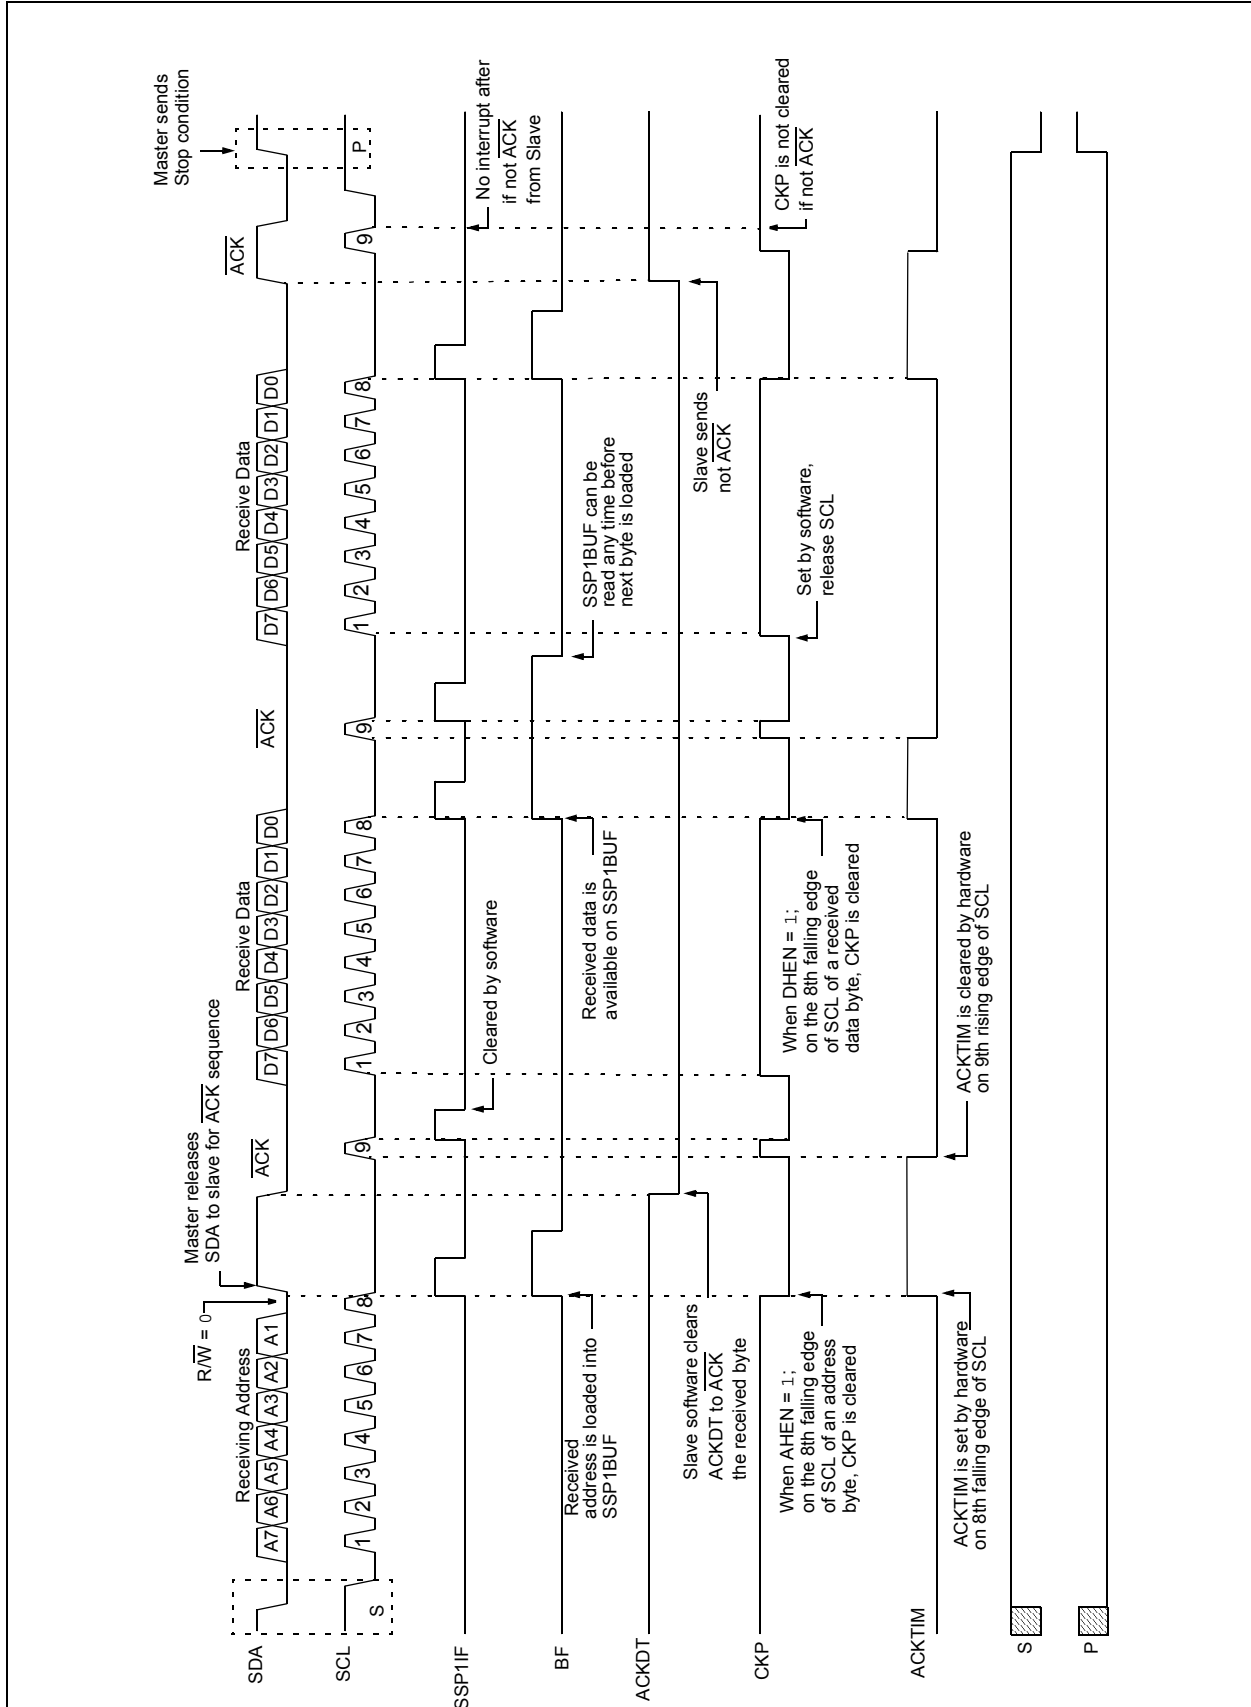 Master sends
Stop condition
Master releases
SDA to slave for ACK sequence
R/W = 0
Receiving Address
Receive Data
Receive Data
ACK
ACK
ACK
SDA
A7 A6 A5 A4 A3 A2 A1
D7 D6 D5 D4 D3 D2 D1 D0
D7 D6 D5 D4 D3 D2 D1 D0
SCL
S
1 2 3 4 5 6 7 8 9
1 2 3 4 5 6 7 8 9
1 2 3 4 5 6 7 8 9
P
SSP1IF
Cleared by software
No interrupt after
if not ACK
from Slave
BF
Received
address is loaded into
SSP1BUF
Received data is
available on SSP1BUF
SSP1BUF can be
read any time before
next byte is loaded
ACKDT
Slave software clears
ACKDT to ACK
the received byte
Slave sends
not ACK
CKP
When AHEN = 1;
on the 8th falling edge
of SCL of an address
byte, CKP is cleared
When DHEN = 1;
on the 8th falling edge
of SCL of a received
data byte, CKP is cleared
Set by software,
release SCL
CKP is not cleared
if not ACK
ACKTIM
ACKTIM is set by hardware
on 8th falling edge of SCL
ACKTIM is cleared by hardware
on 9th rising edge of SCL
S
P